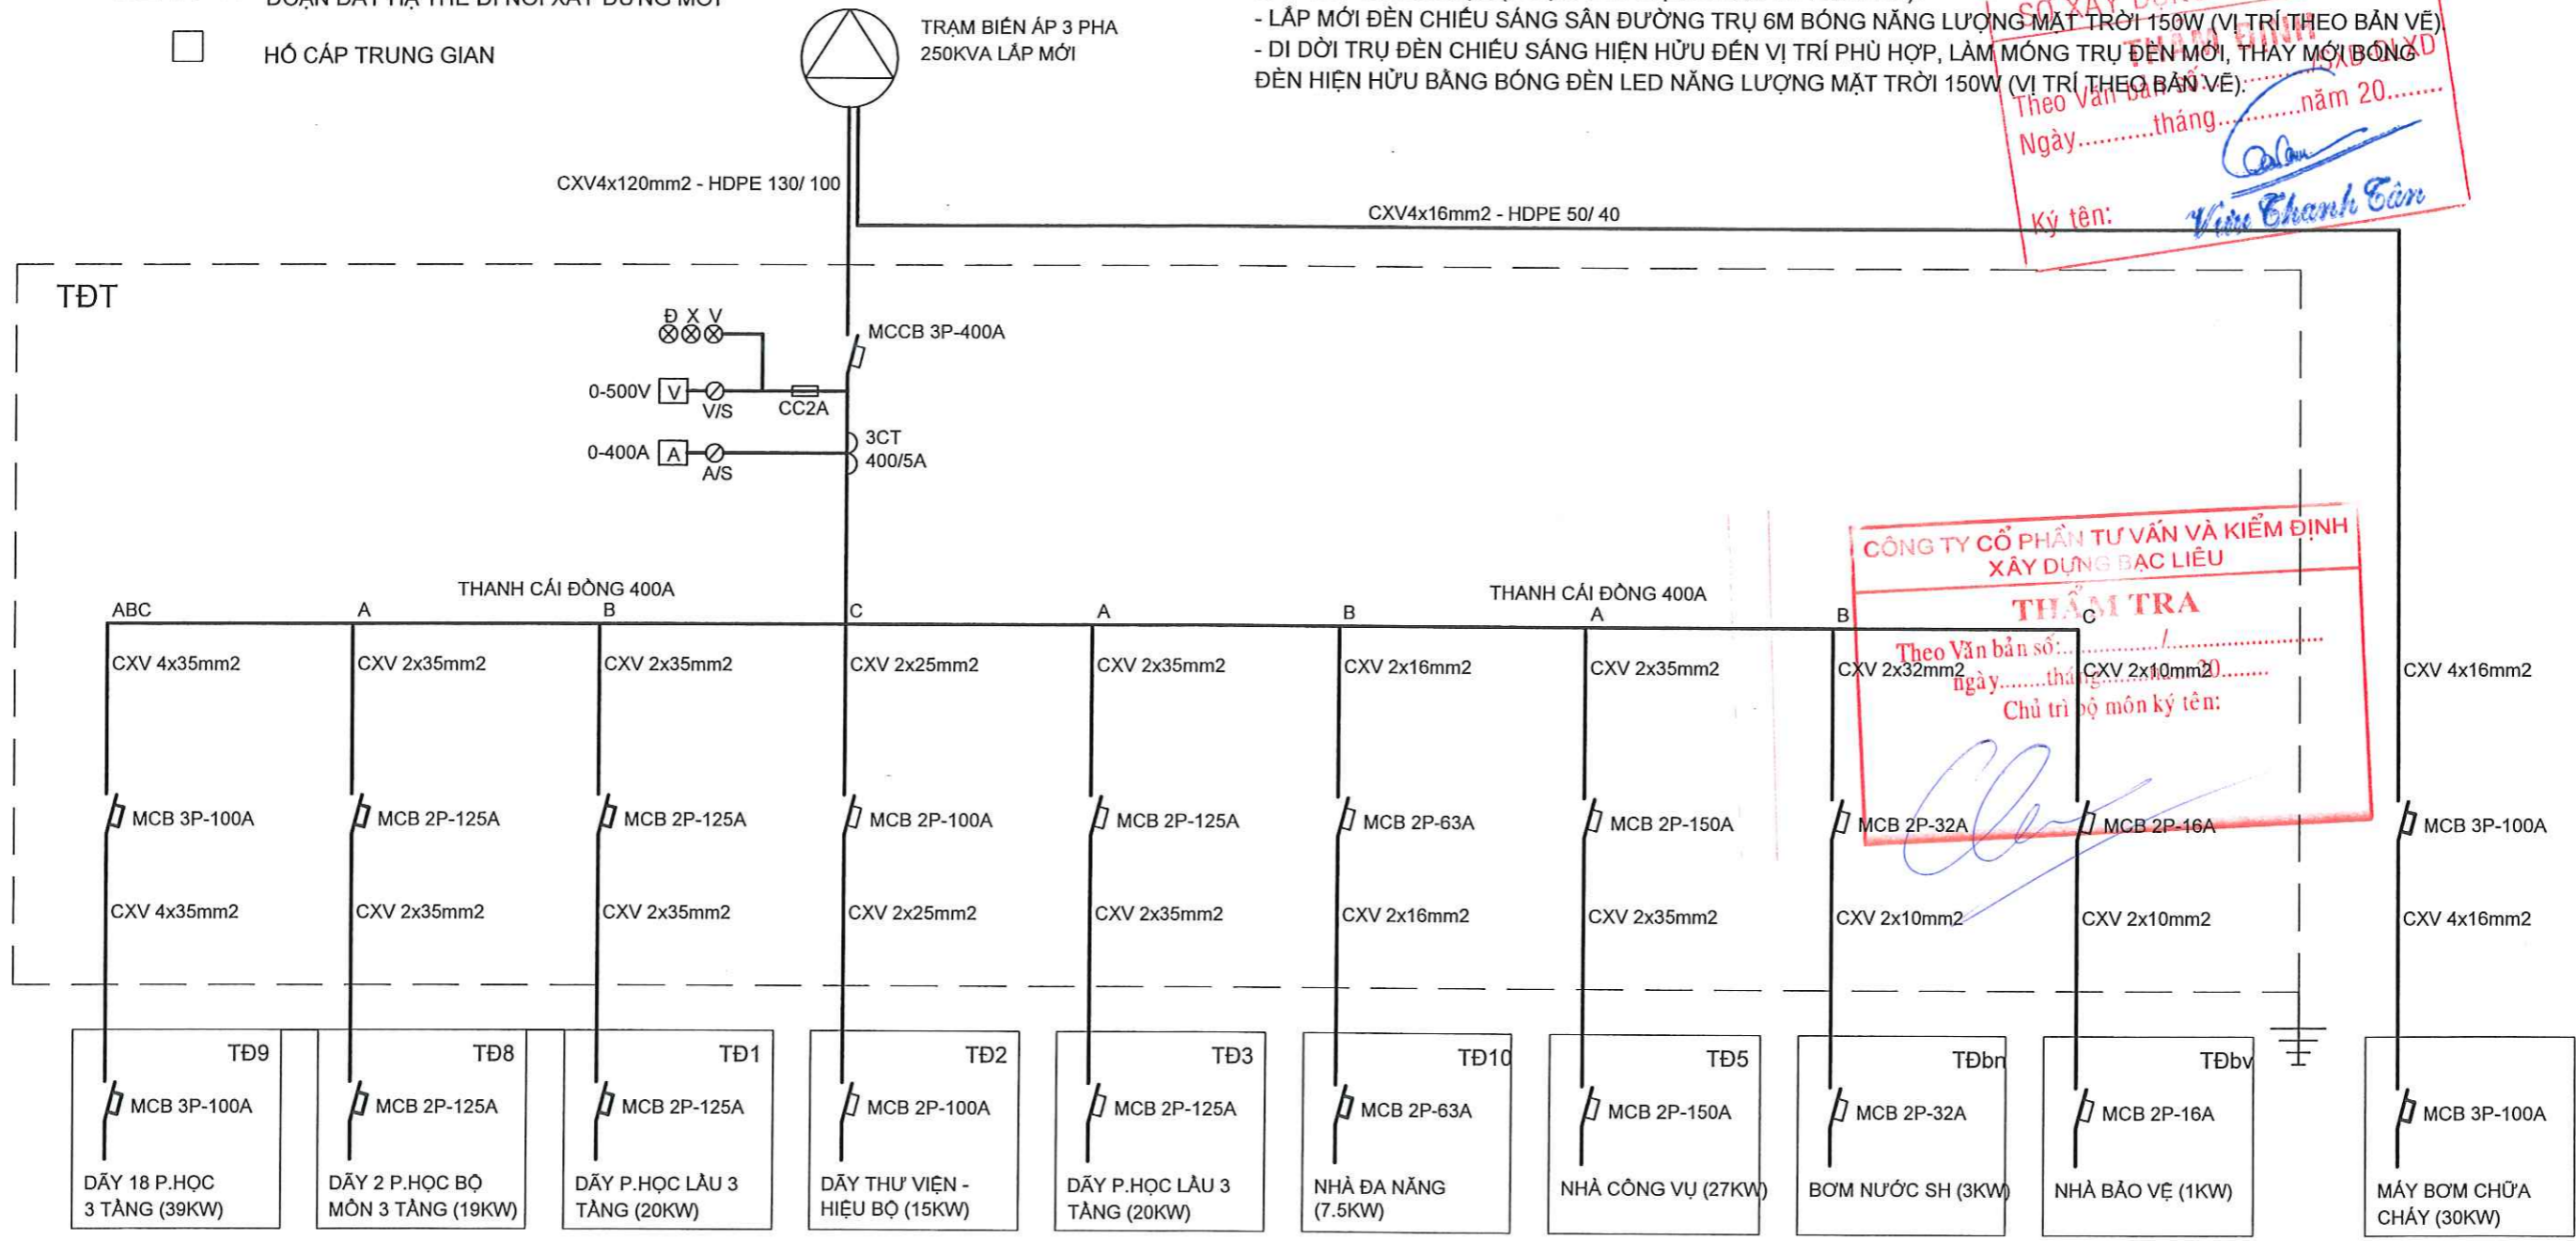 HỐ CÁP TRUNG GIAN
TRẠM BIẾN ÁP 3 PHA
250KVA LẮP MỚI
- LẮP MỚI ĐÈN CHIẾU SÁNG SÂN ĐƯỜNG TRỤ 6M BÓNG NĂNG LƯỢNG MẶT TRỜI 150W (VỊ TRÍ THEO BẢN VẼ).
- DI DỜI TRỤ ĐÈN CHIẾU SÁNG HIỆN HỮU ĐẾN VỊ TRÍ PHÙ HỢP, LÀM MÓNG TRỤ ĐÈN MỚI, THAY MỚI BÓNG
ĐÈN HIỆN HỮU BẰNG BÓNG ĐÈN LED NĂNG LƯỢNG MẶT TRỜI 150W (VỊ TRÍ THEO BẢN VẼ).
SỞ XÂY DỰNG
THẨM ĐỊNH
Theo Văn bản số:............/SXD-QLXD
Ngày..........tháng............năm 20........
Ký tên:
Thanh Tân
CXV4x120mm2 - HDPE 130/ 100
CXV4x16mm2 - HDPE 50/ 40
TĐT
Đ X V
MCCB 3P-400A
0-500V V
V/S
CC2A
0-400A A
A/S
3CT
400/5A
CÔNG TY CỔ PHẦN TƯ VẤN VÀ KIỂM ĐỊNH
XÂY DỰNG BẠC LIÊU
THẨM TRA
Theo Văn bản số:............../......................
ngày........tháng.........năm 20........
Chủ trì bộ môn ký tên:
THANH CÁI ĐỒNG 400A
THANH CÁI ĐỒNG 400A
ABC A B C A B A B C
CXV 4x35mm2 CXV 2x35mm2 CXV 2x35mm2 CXV 2x25mm2 CXV 2x35mm2 CXV 2x16mm2 CXV 2x35mm2 CXV 2x32mm2 CXV 2x10mm2 CXV 4x16mm2
MCB 3P-100A MCB 2P-125A MCB 2P-125A MCB 2P-100A MCB 2P-125A MCB 2P-63A MCB 2P-150A MCB 2P-32A MCB 2P-16A MCB 3P-100A
CXV 4x35mm2 CXV 2x35mm2 CXV 2x35mm2 CXV 2x25mm2 CXV 2x35mm2 CXV 2x16mm2 CXV 2x35mm2 CXV 2x10mm2 CXV 2x10mm2 CXV 4x16mm2
TĐ9
MCB 3P-100A
DÃY 18 P.HỌC
3 TẦNG (39KW)
TĐ8
MCB 2P-125A
DÃY 2 P.HỌC BỘ
MÔN 3 TẦNG (19KW)
TĐ1
MCB 2P-125A
DÃY P.HỌC LẦU 3
TẦNG (20KW)
TĐ2
MCB 2P-100A
DÃY THƯ VIỆN -
HIỆU BỘ (15KW)
TĐ3
MCB 2P-125A
DÃY P.HỌC LẦU 3
TẦNG (20KW)
TĐ10
MCB 2P-63A
NHÀ ĐA NĂNG
(7.5KW)
TĐ5
MCB 2P-150A
NHÀ CÔNG VỤ (27KW)
TĐbn
MCB 2P-32A
BƠM NƯỚC SH (3KW)
TĐbv
MCB 2P-16A
NHÀ BẢO VỆ (1KW)
MCB 3P-100A
MÁY BƠM CHỮA
CHÁY (30KW)